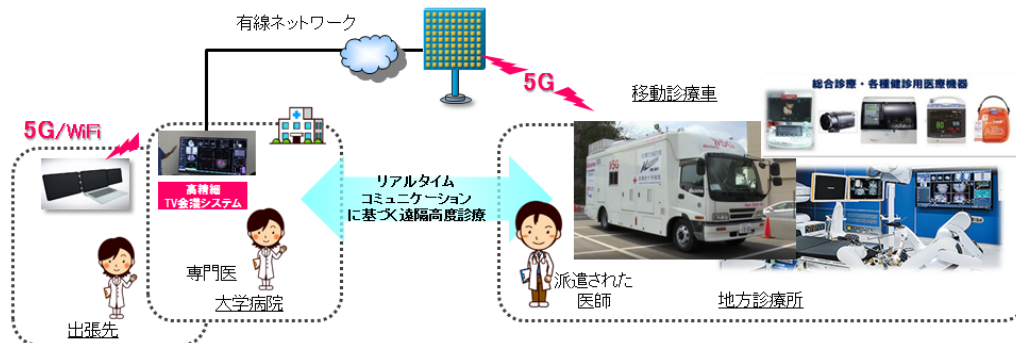 有線ネットワーク
5G
移動診療車
総合診療・各種健診用医療機器
5G/WiFi
高精細
TV会議システム
リアルタイム
コミュニケーション
に基づく遠隔高度診療
専門医
大学病院
出張先
派遣された
医師
地方診療所